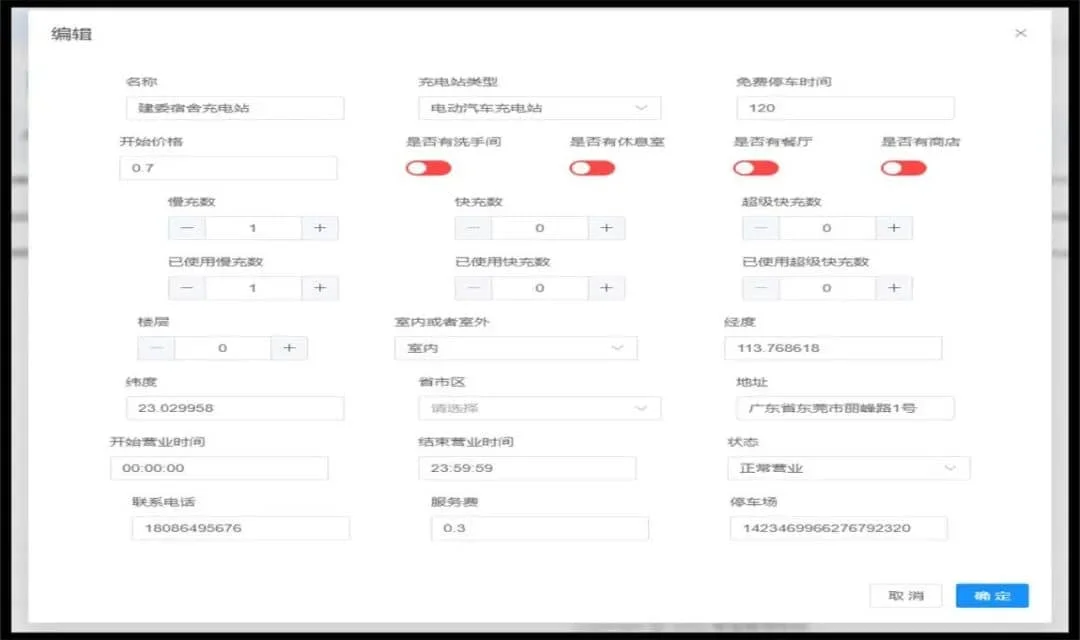 编辑
名称 充电站类型 免费停车时间
建委宿舍充电站 电动汽车充电站 120
开始价格 是否有洗手间 是否有休息室 是否有餐厅 是否有商店
0.7
慢充数 快充数 超级快充数
1 0 0
已使用慢充数 已使用快充数 已使用超级快充数
1 0 0
楼层 室内或者室外 经度
0 室内 113.768618
纬度 省市区 地址
23.029958 请选择 广东省东莞市丽峰路1号
开始营业时间 结束营业时间 状态
00:00:00 23:59:59 正常营业
联系电话 服务费 停车场
18086495676 0.3 1423469966276792320
取消 确定